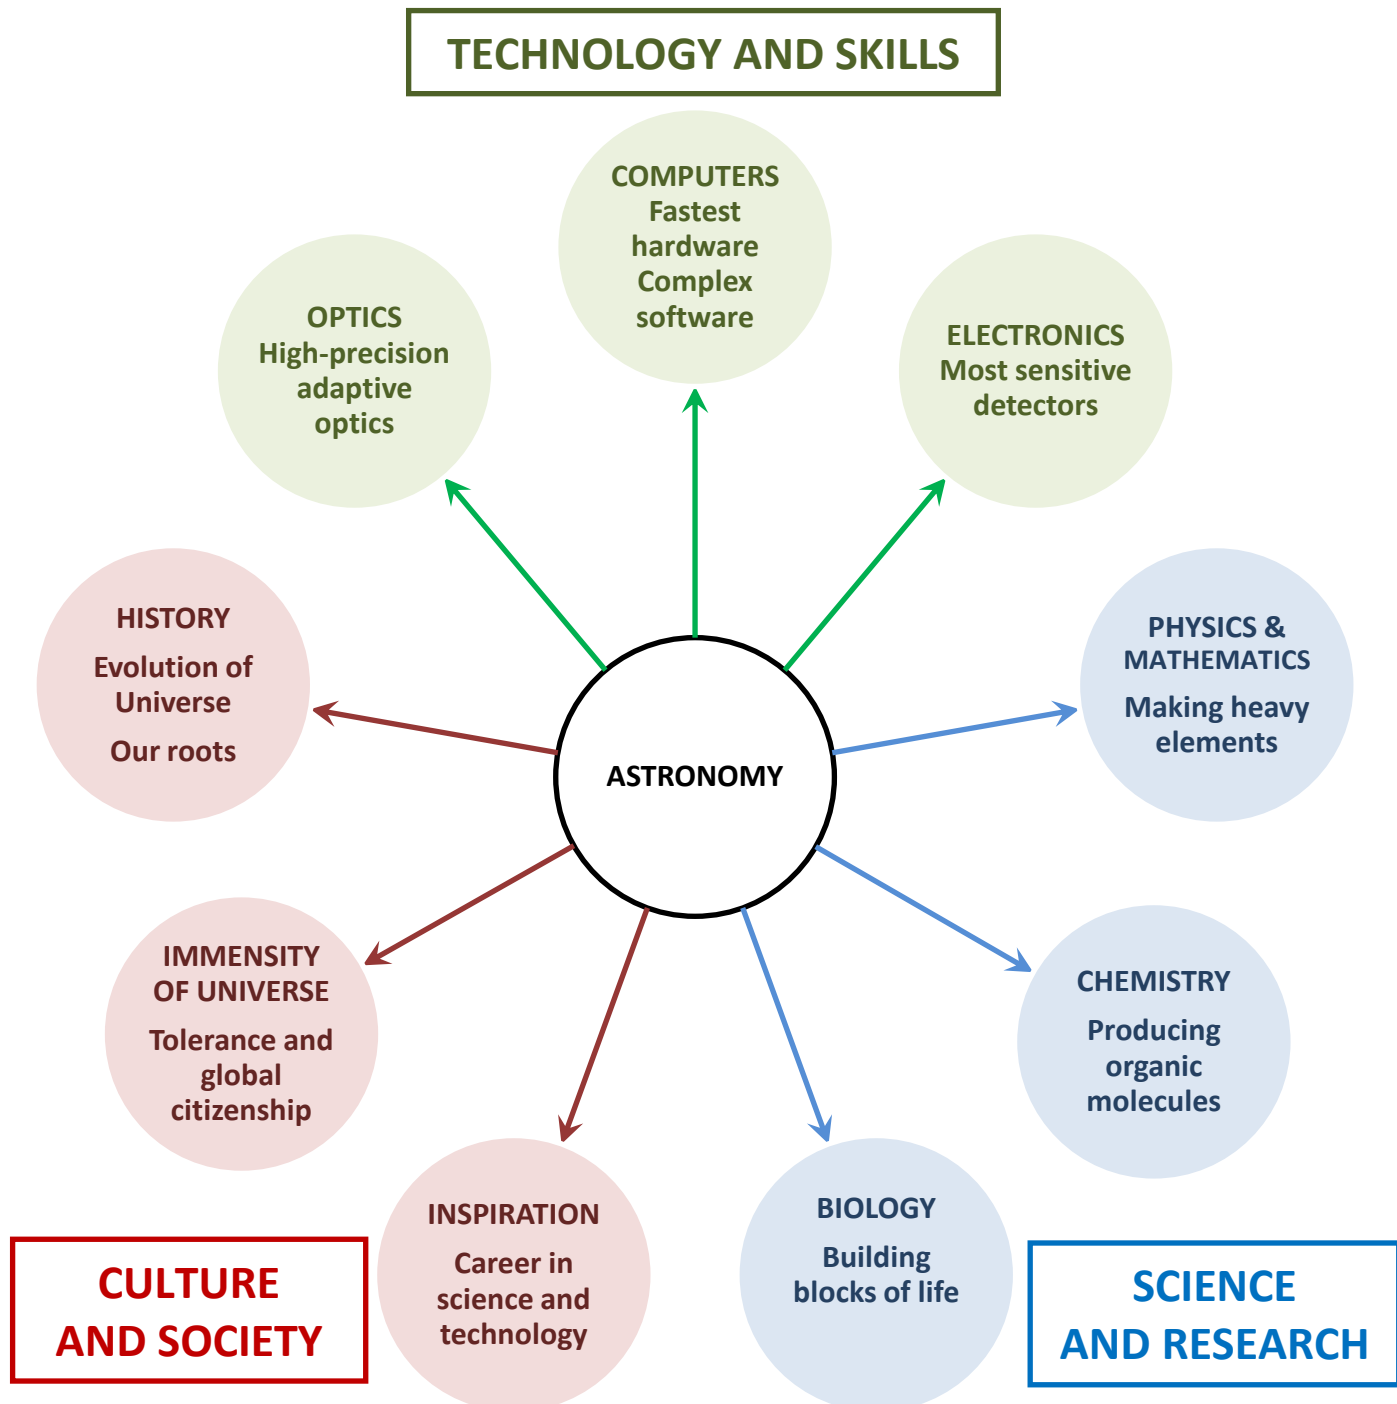 TECHNOLOGY AND SKILLS
COMPUTERS
Fastest
hardware
Complex
software
OPTICS
High-precision
adaptive
optics
ELECTRONICS
Most sensitive
detectors
HISTORY
Evolution of
Universe
Our roots
PHYSICS &
MATHEMATICS
Making heavy
elements
ASTRONOMY
IMMENSITY
OF UNIVERSE
Tolerance and
global
citizenship
CHEMISTRY
Producing
organic
molecules
INSPIRATION
Career in
science and
technology
BIOLOGY
Building
blocks of life
CULTURE
AND SOCIETY
SCIENCE
AND RESEARCH